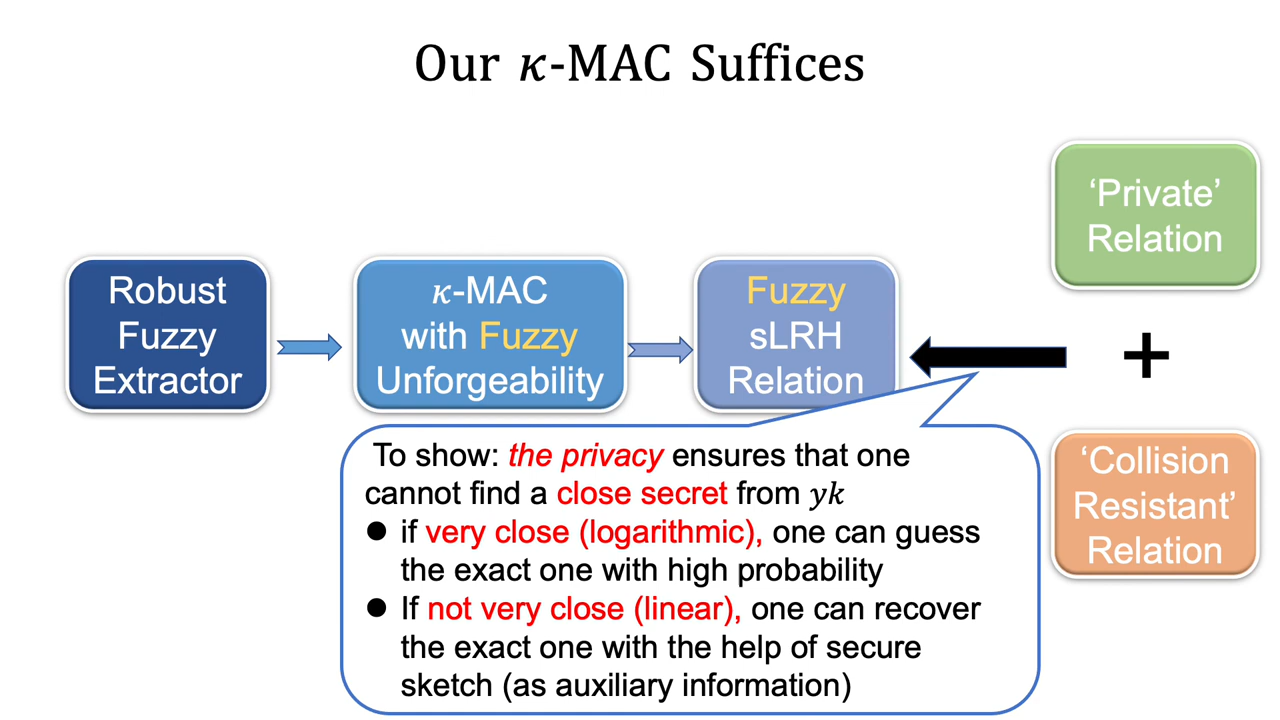 Our κ-MAC Suffices
‘Private’
Relation
+
‘Collision
Resistant’
Relation
Robust
Fuzzy
Extractor
κ-MAC
with Fuzzy
Unforgeability
Fuzzy
sLRH
Relation
To show: the privacy ensures that one
cannot find a close secret from yk
● if very close (logarithmic), one can guess
the exact one with high probability
● If not very close (linear), one can recover
the exact one with the help of secure
sketch (as auxiliary information)